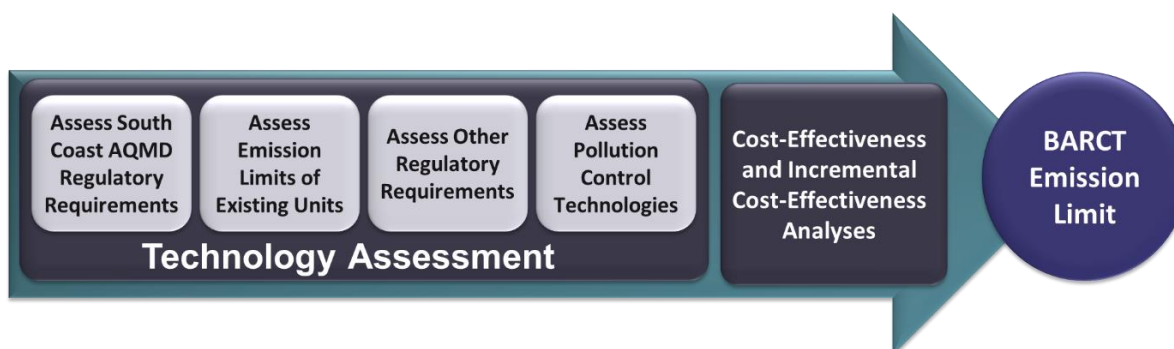 Assess South
Coast AQMD
Regulatory
Requirements
Assess
Emission
Limits of
Existing Units
Assess Other
Regulatory
Requirements
Assess
Pollution
Control
Technologies
Technology Assessment
Cost-Effectiveness
and Incremental
Cost-Effectiveness
Analyses
BARCT
Emission
Limit